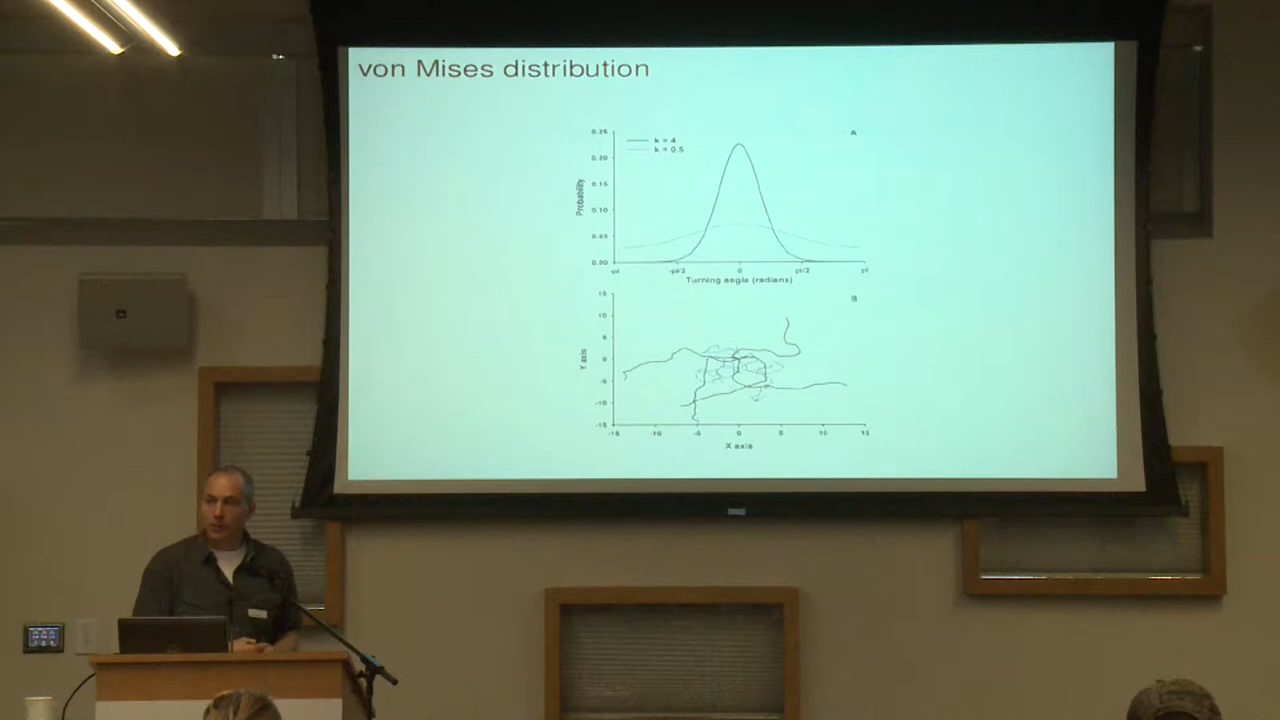 von Mises distribution
A
0.25
k = 4
k = 0.5
0.20
0.15
Probability
0.10
0.05
0.00
-pi
-pi/2
0
pi/2
pi
Turning angle (radians)
15
B
10
5
Y axis
0
-5
-10
-15
-15
-10
-5
0
5
10
15
X axis